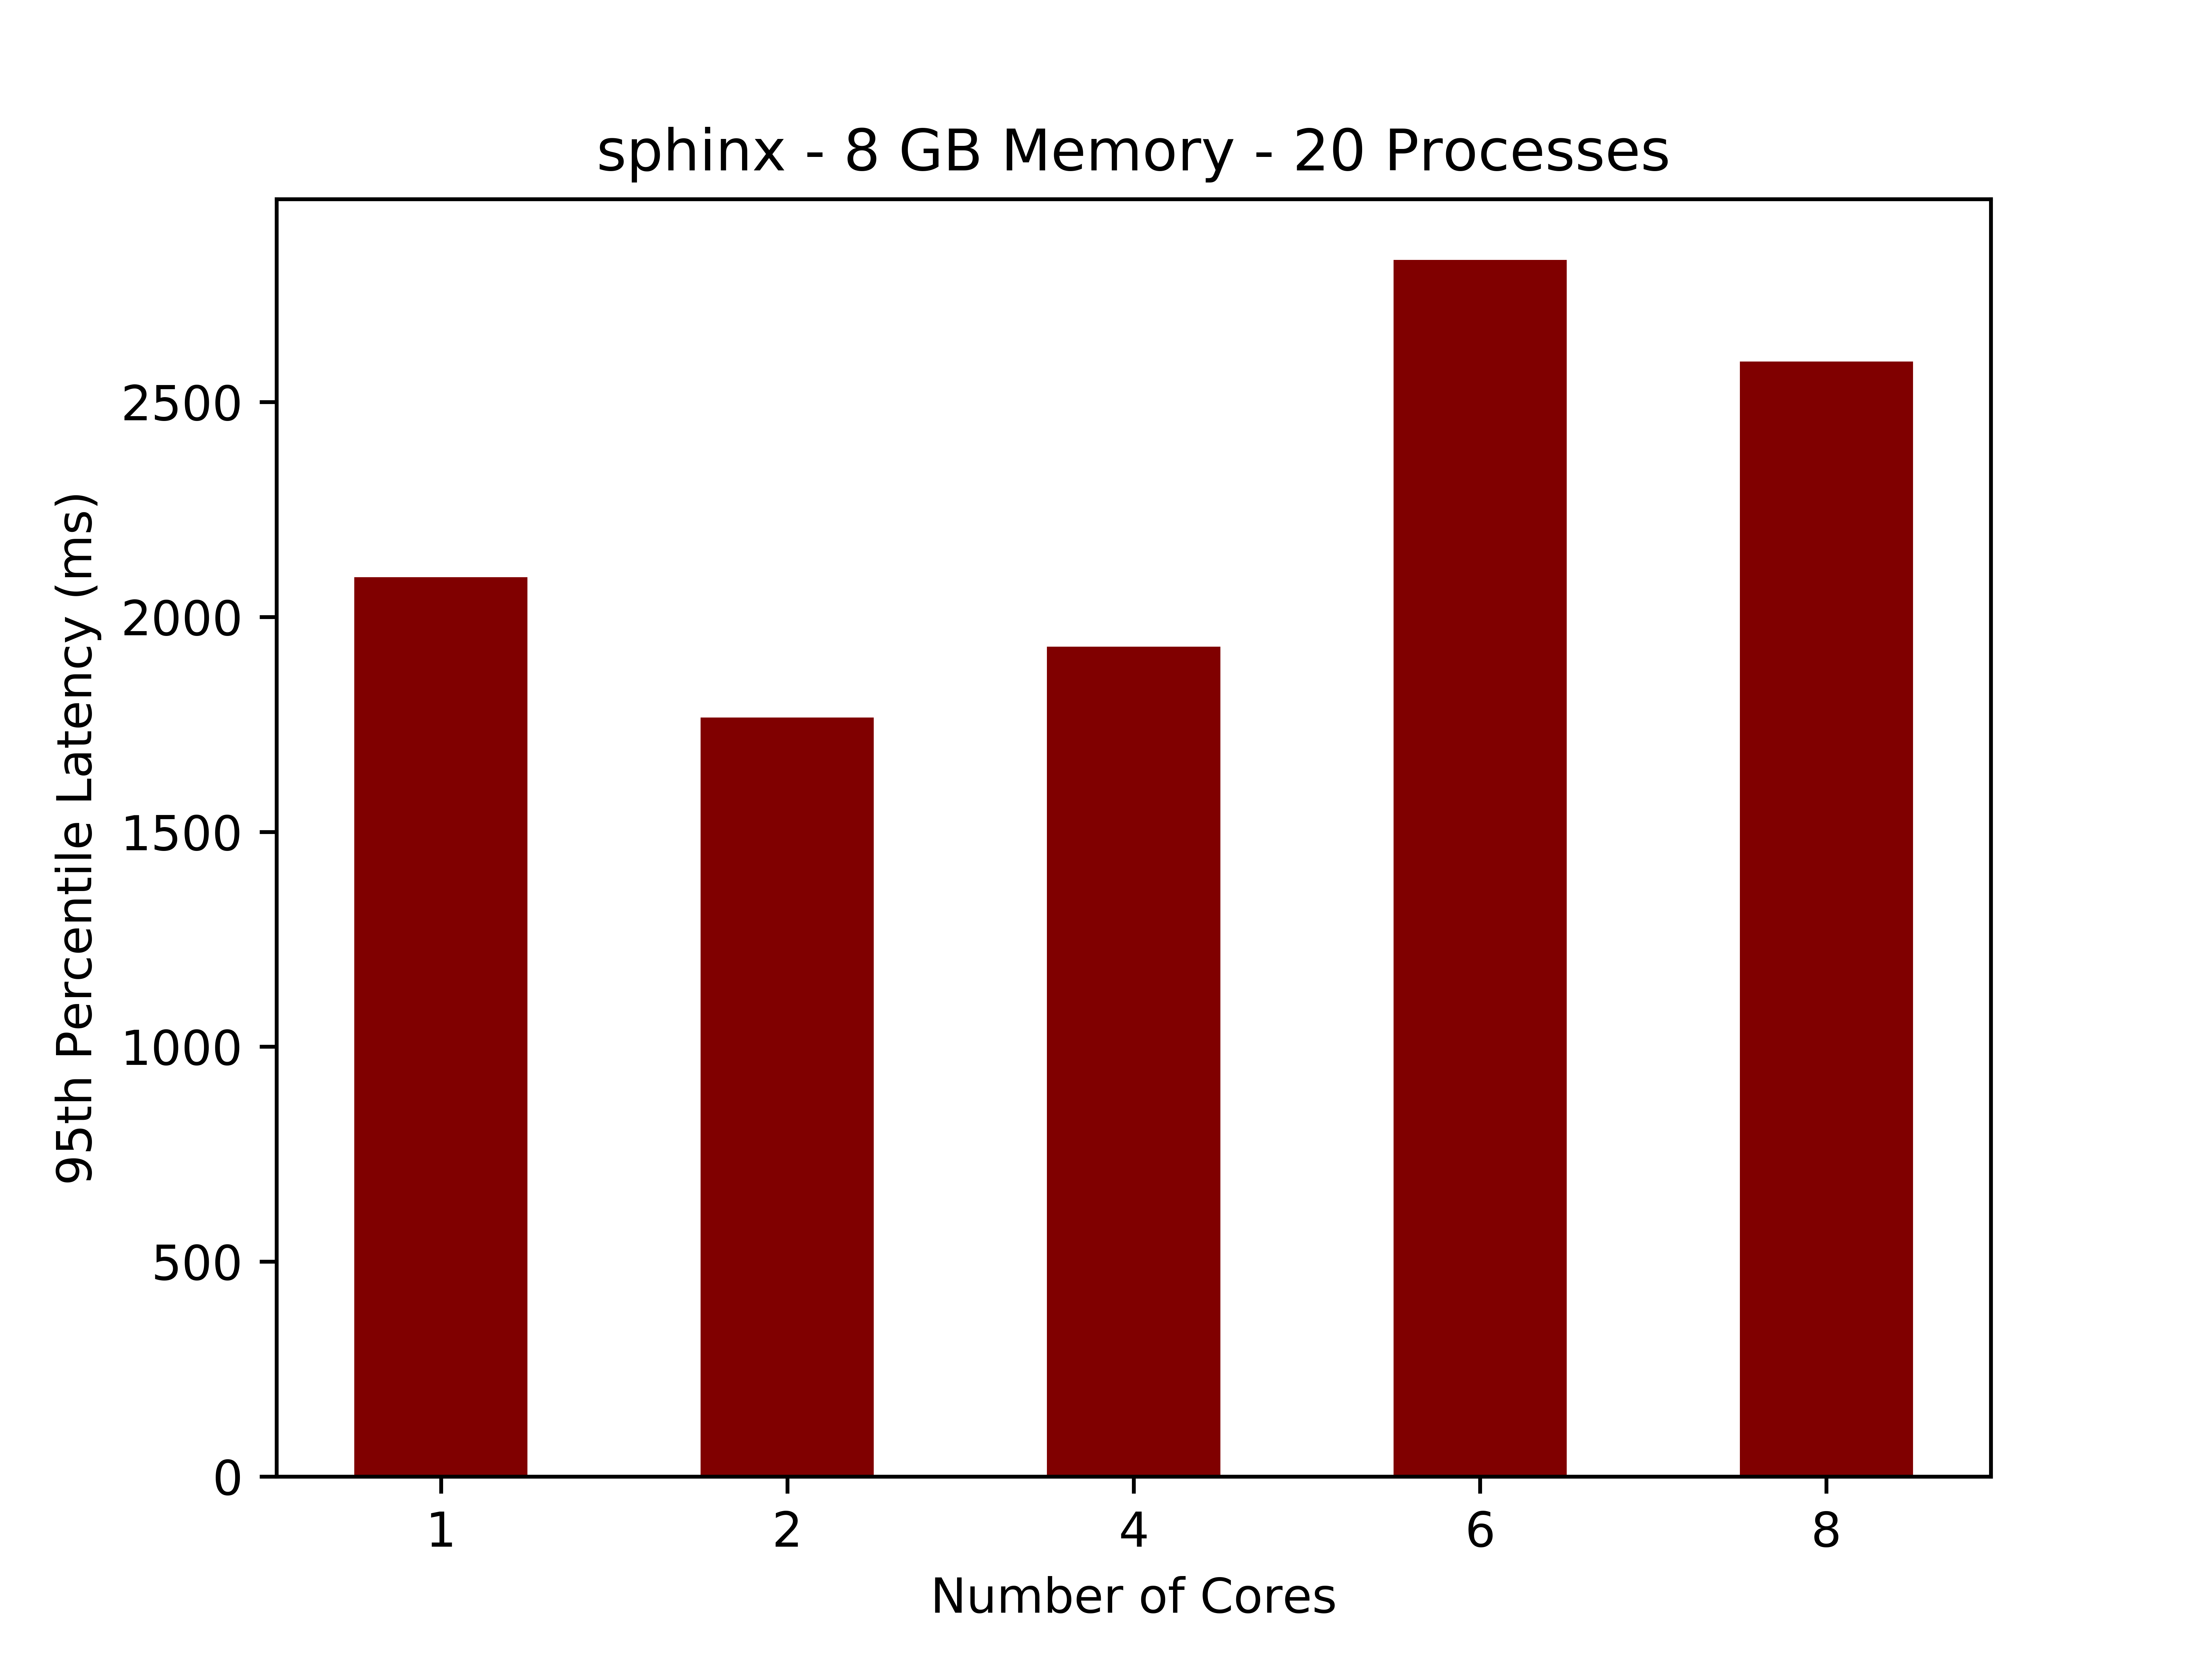 sphinx - 8 GB Memory - 20 Processes
95th Percentile Latency (ms)
2500
2000
1500
1000
500
0
1 2 4 6 8
Number of Cores